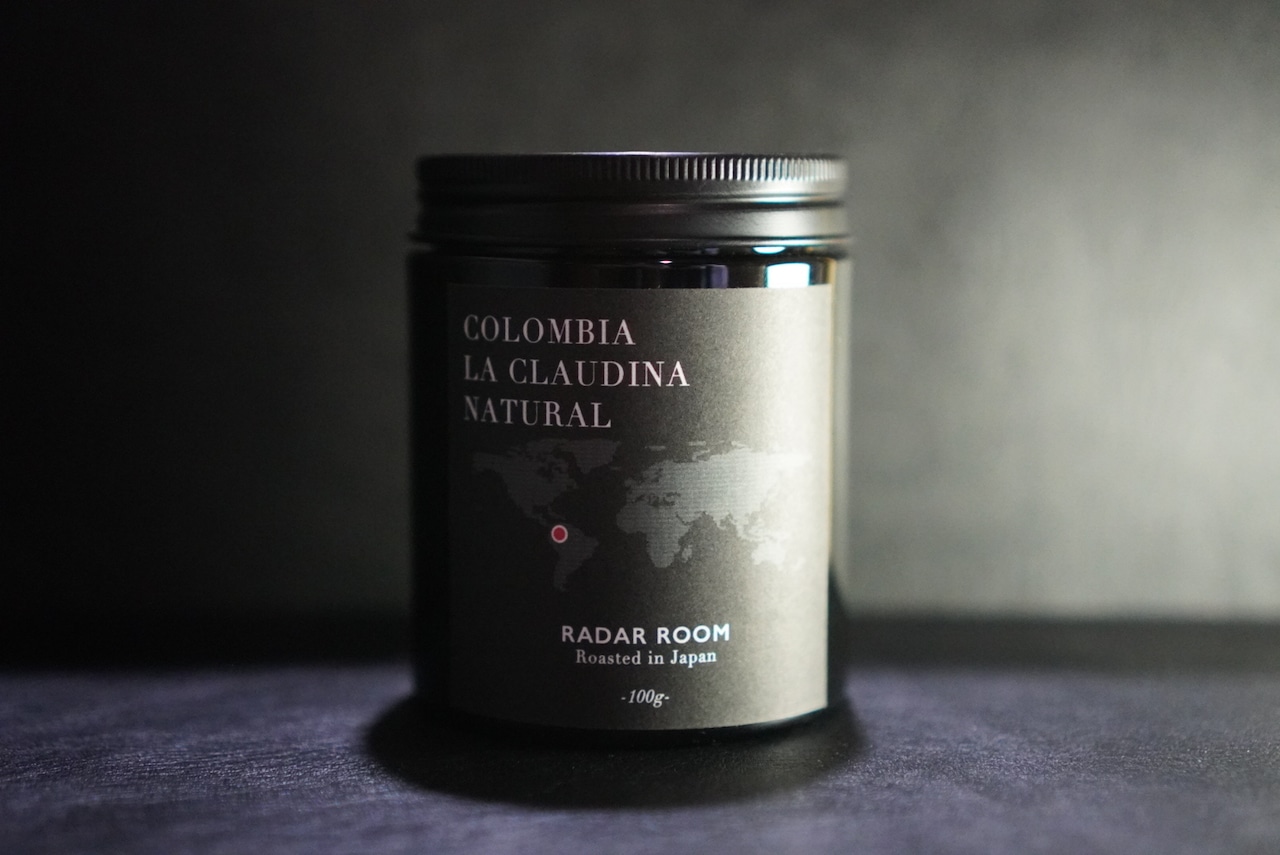 COLOMBIA
LA CLAUDINA
NATURAL
RADAR ROOM
Roasted in Japan
-100g-